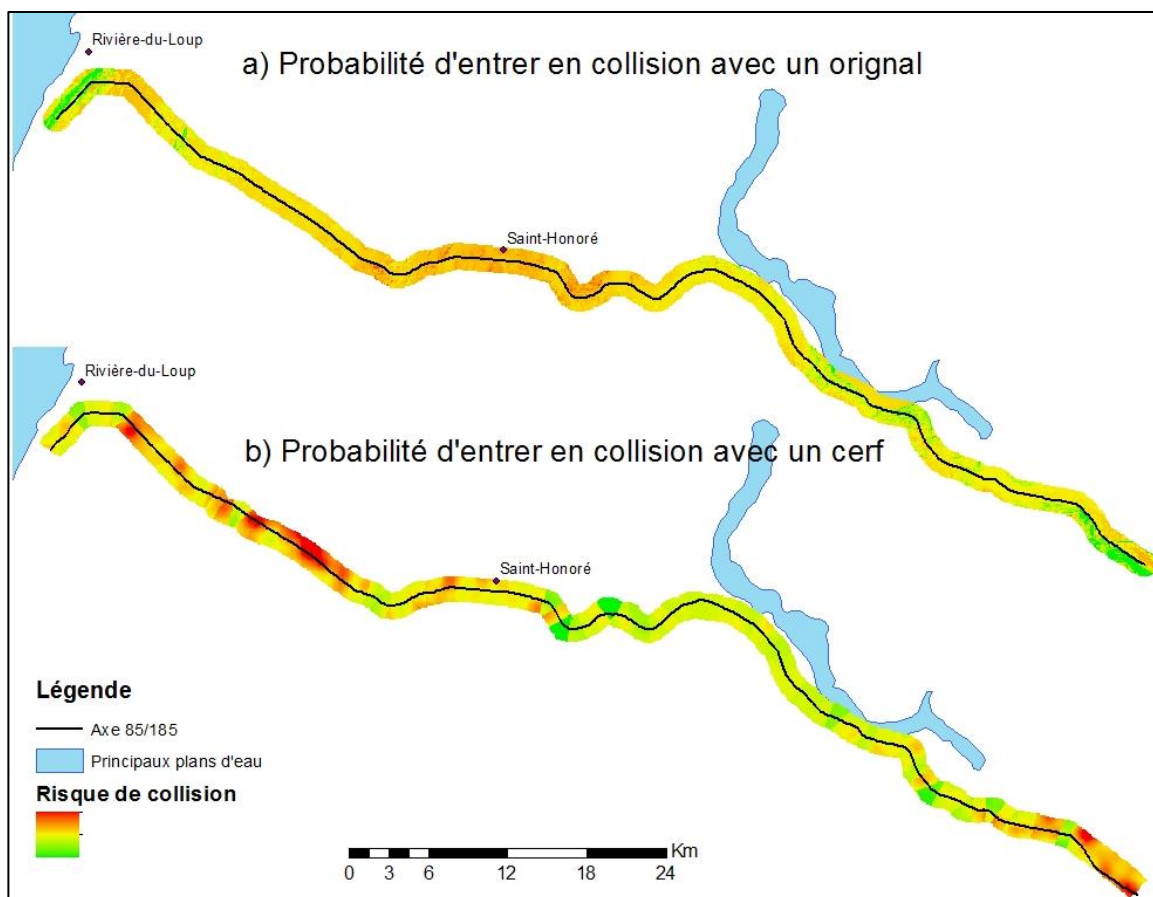 Rivière-du-Loup
a) Probabilité d'entrer en collision avec un orignal
Saint-Honoré
Rivière-du-Loup
b) Probabilité d'entrer en collision avec un cerf
Saint-Honoré
Légende
Axe 85/185
Principaux plans d'eau
Risque de collision
Km
0 3 6 12 18 24